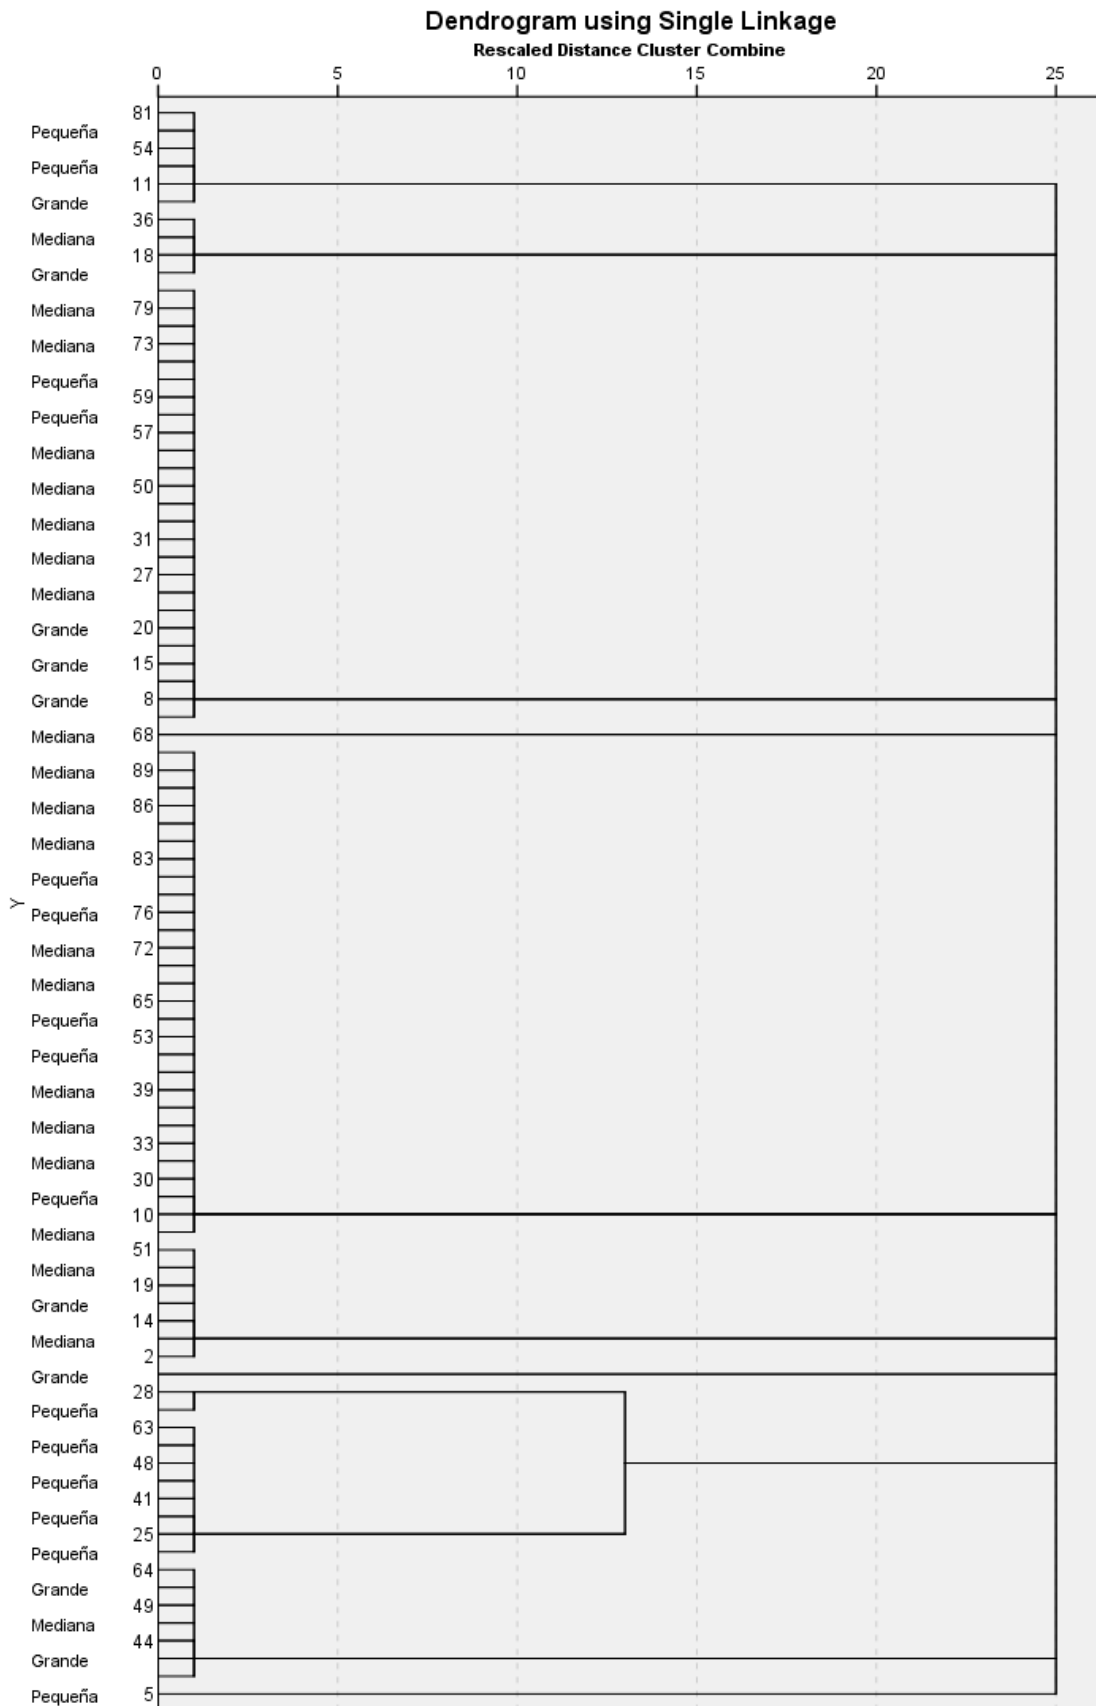 Dendrogram using Single Linkage
Rescaled Distance Cluster Combine
0 5 10 15 20 25
81
Pequeña
54
Pequeña
11
Grande
36
Mediana
18
Grande
Mediana 79
Mediana 73
Pequeña
59
Pequeña
57
Mediana
Mediana 50
Mediana
31
Mediana
27
Mediana
Grande 20
Grande 15
Grande 8
Mediana 68
Mediana 89
Mediana 86
Mediana
83
Pequeña
Y
Pequeña 76
Mediana 72
Mediana
65
Pequeña
53
Pequeña
Mediana 39
Mediana
33
Mediana
30
Pequeña
10
Mediana
51
Mediana
19
Grande
14
Mediana
2
Grande
28
Pequeña
63
Pequeña
48
Pequeña
41
Pequeña
25
Pequeña
64
Grande
49
Mediana
44
Grande
Pequeña 5